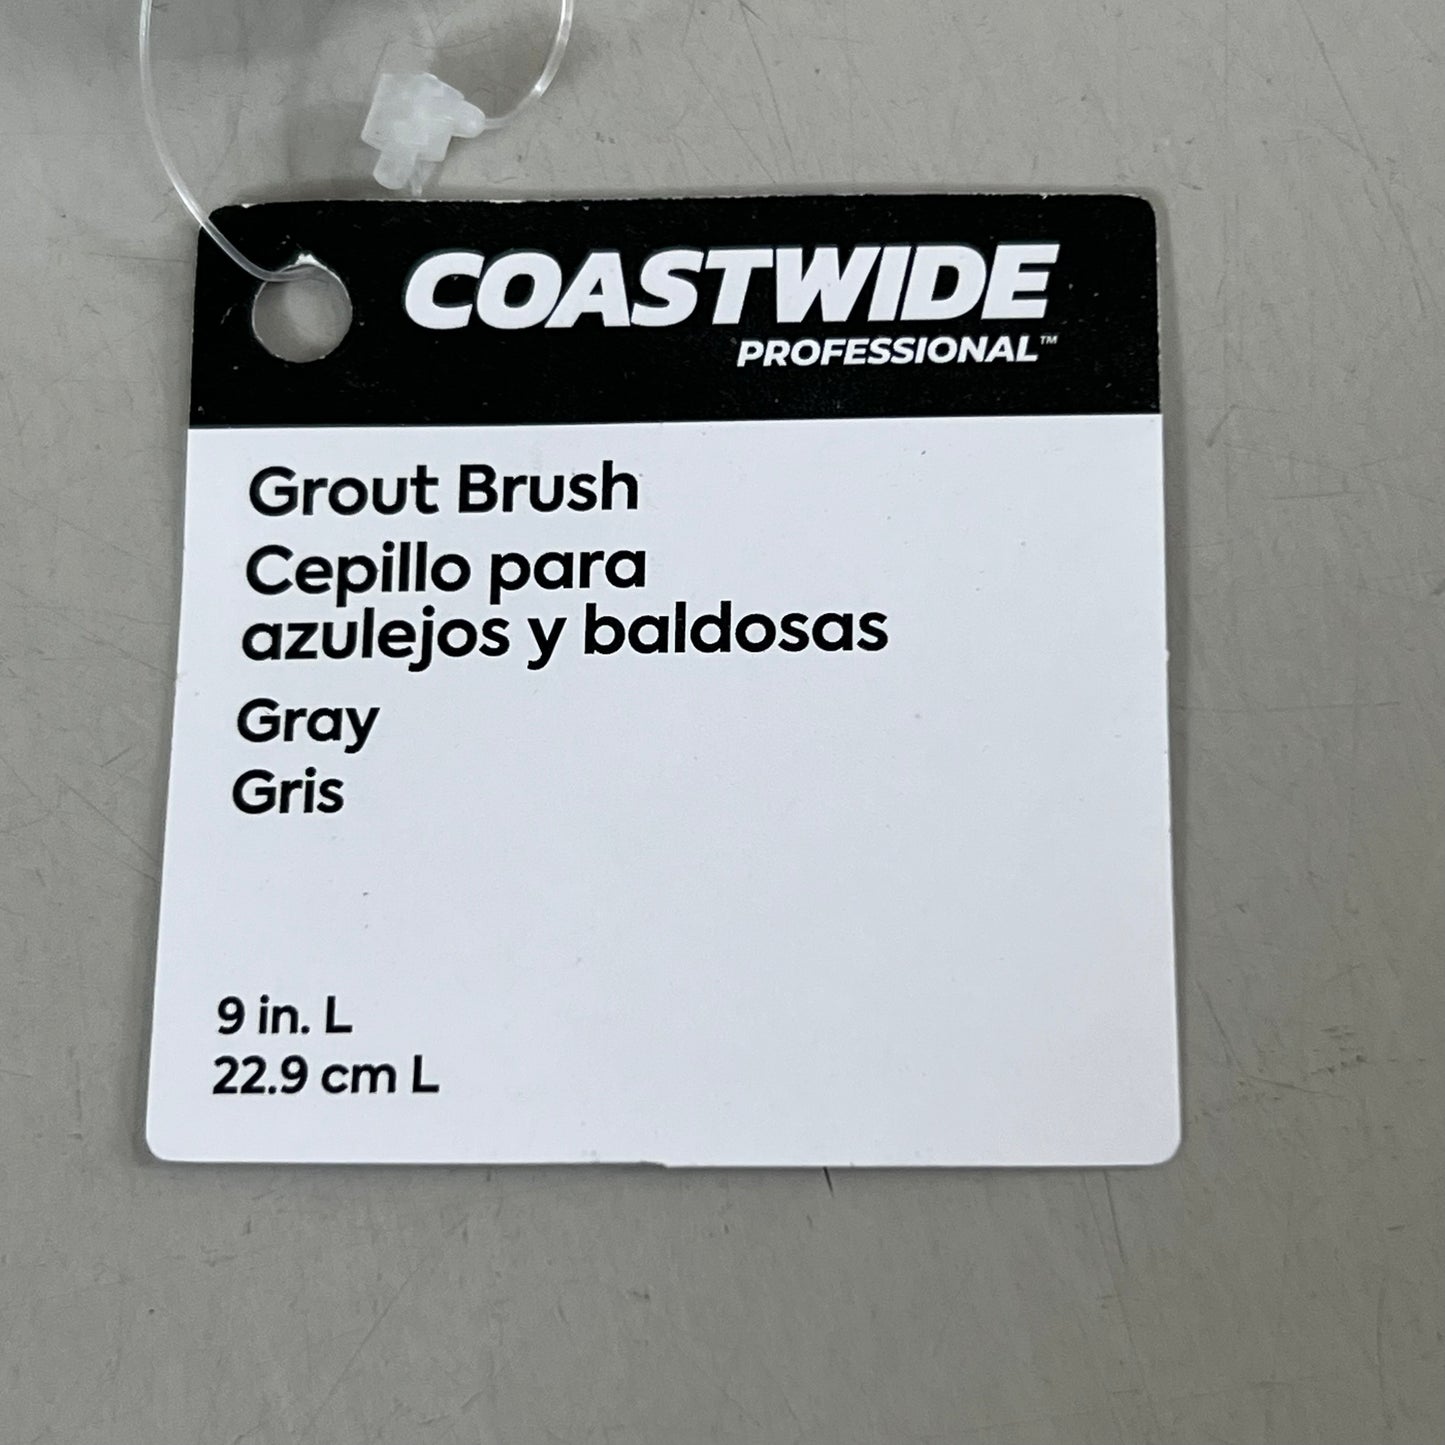 COASTWIDE
PROFESSIONAL™
Grout Brush
Cepillo para
azulejos y baldosas
Gray
Gris
9 in. L
22.9 cm L